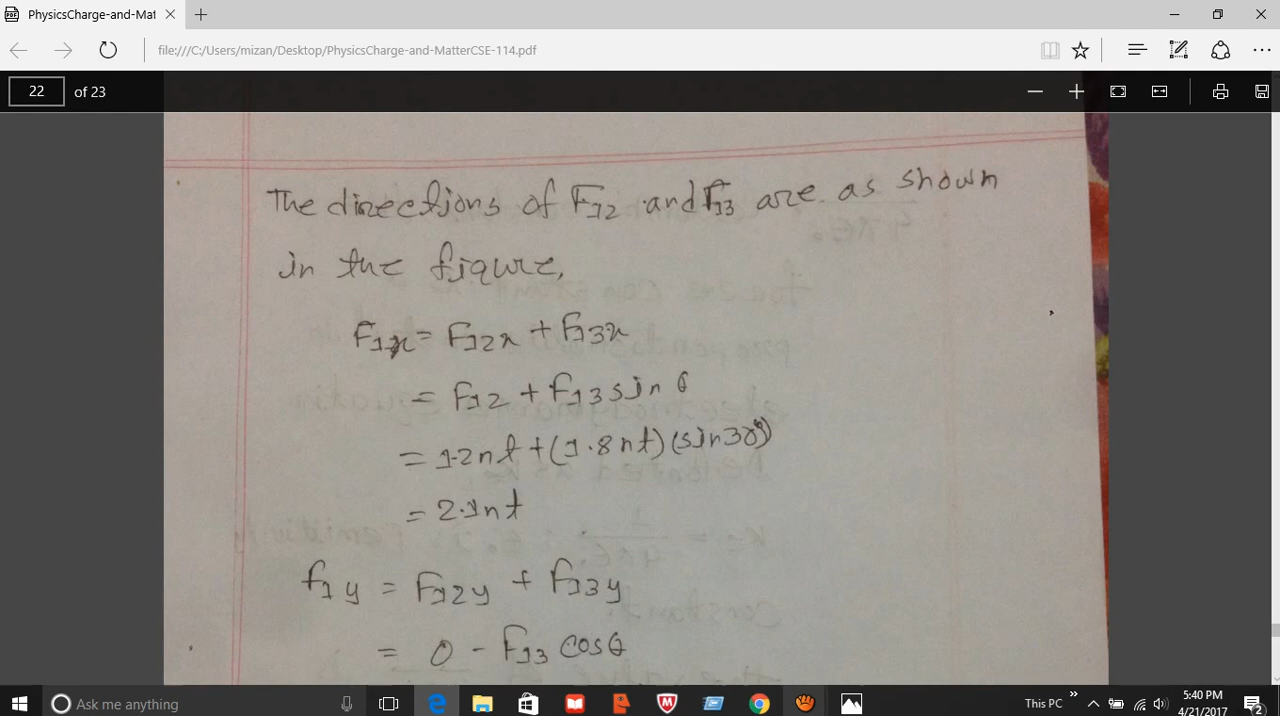 PhysicsCharge-and-Mat
file:///C:/Users/mizan/Desktop/PhysicsCharge-and-MatterCSE-114.pdf
22 of 23
The directions of F12 and F13 are as shown
in the figure,
F1x = F12x + F13x
= F12 + F13 sin θ
= 1.2nt + (1.8nt) (sin30°)
= 2.1nt
f1y = F12y + F13y
= 0 - F13 cosθ
Ask me anything
This PC
5:40 PM
4/21/2017
2